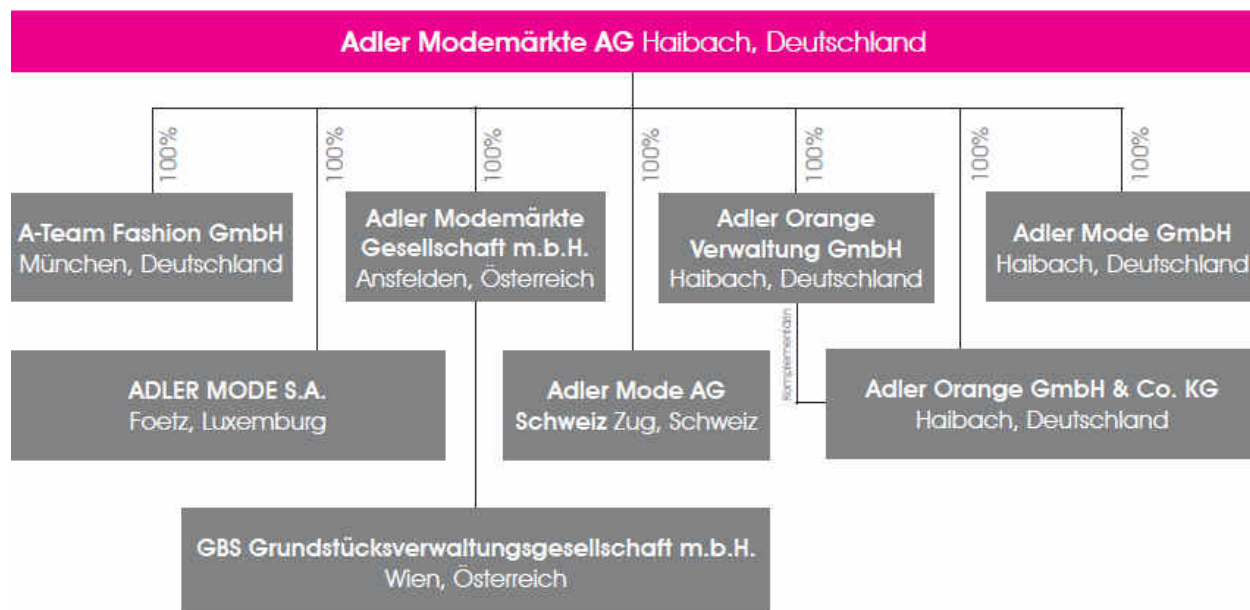 Adler Modemärkte AG Haibach, Deutschland
100%
100%
100%
100%
100%
100%
100%
A-Team Fashion GmbH
München, Deutschland
Adler Modemärkte
Gesellschaft m.b.H.
Ansfelden, Österreich
Adler Orange
Verwaltung GmbH
Haibach, Deutschland
Adler Mode GmbH
Haibach, Deutschland
Komplementärin
ADLER MODE S.A.
Foetz, Luxemburg
Adler Mode AG
Schweiz Zug, Schweiz
Adler Orange GmbH & Co. KG
Haibach, Deutschland
GBS Grundstücksverwaltungsgesellschaft m.b.H.
Wien, Österreich